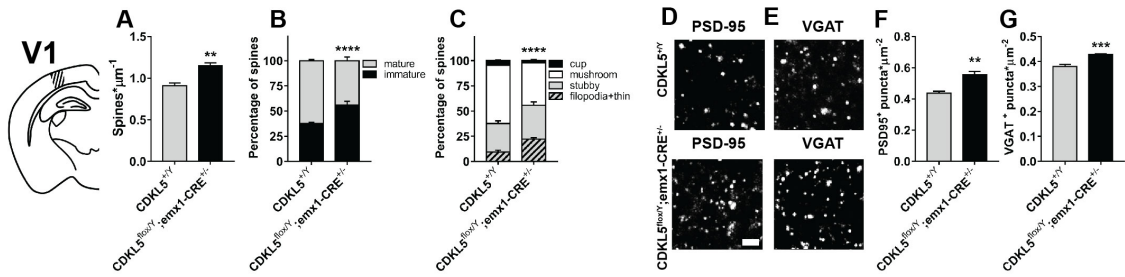 V1
A
Spines*μm⁻¹
1.5
1.0
0.5
0.0
**
CDKL5⁺/ʸ
CDKL5ᶠˡᵒˣ/ʸ;emx1-CRE⁺/⁻
B
Percentage of spines
100
75
50
25
0
****
mature
immature
CDKL5⁺/ʸ
CDKL5ᶠˡᵒˣ/ʸ;emx1-CRE⁺/⁻
C
Percentage of spines
100
75
50
25
0
****
cup
mushroom
stubby
filopodia+thin
CDKL5⁺/ʸ
CDKL5ᶠˡᵒˣ/ʸ;emx1-CRE⁺/⁻
D
PSD-95
E
VGAT
CDKL5⁺/ʸ
CDKL5ᶠˡᵒˣ/ʸ;emx1-CRE⁺/⁻
PSD-95
VGAT
F
PSD95⁺ puncta*μm⁻²
0.8
0.6
0.4
0.2
0.0
**
CDKL5⁺/ʸ
CDKL5ᶠˡᵒˣ/ʸ;emx1-CRE⁺/⁻
G
VGAT⁺ puncta*μm⁻²
0.5
0.4
0.3
0.2
0.1
0.0
***
CDKL5⁺/ʸ
CDKL5ᶠˡᵒˣ/ʸ;emx1-CRE⁺/⁻